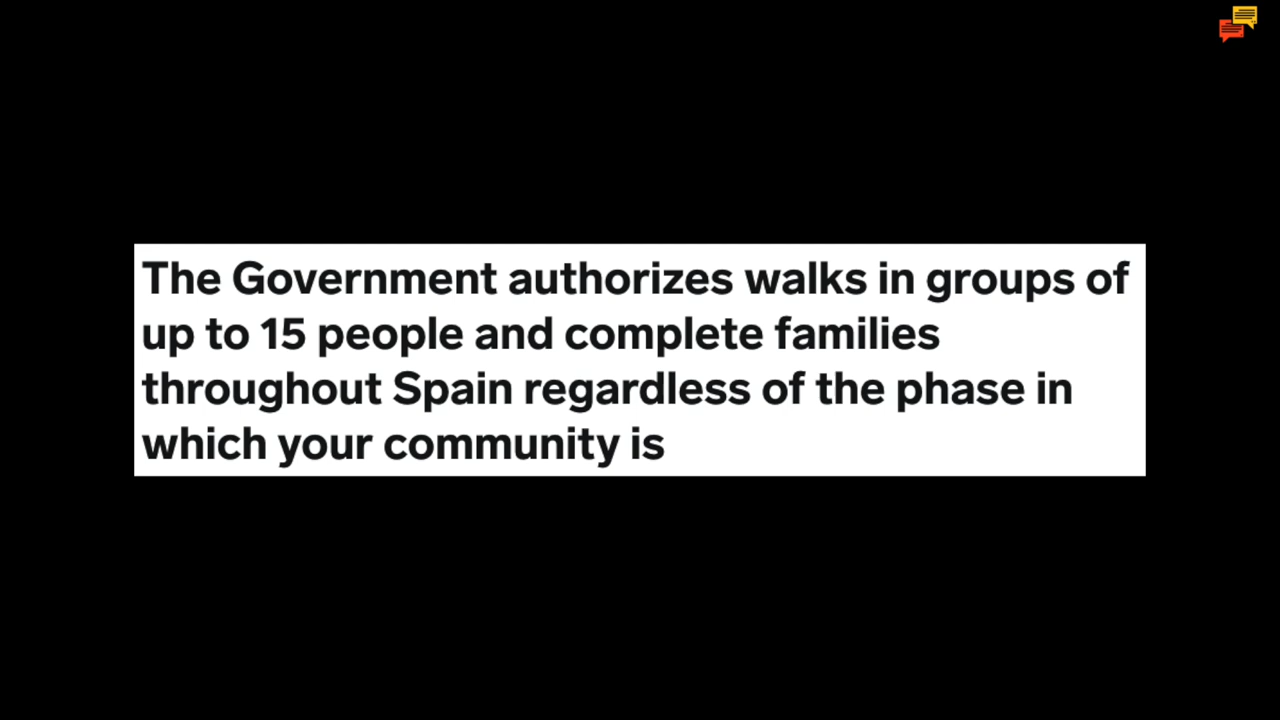 The Government authorizes walks in groups of
up to 15 people and complete families
throughout Spain regardless of the phase in
which your community is